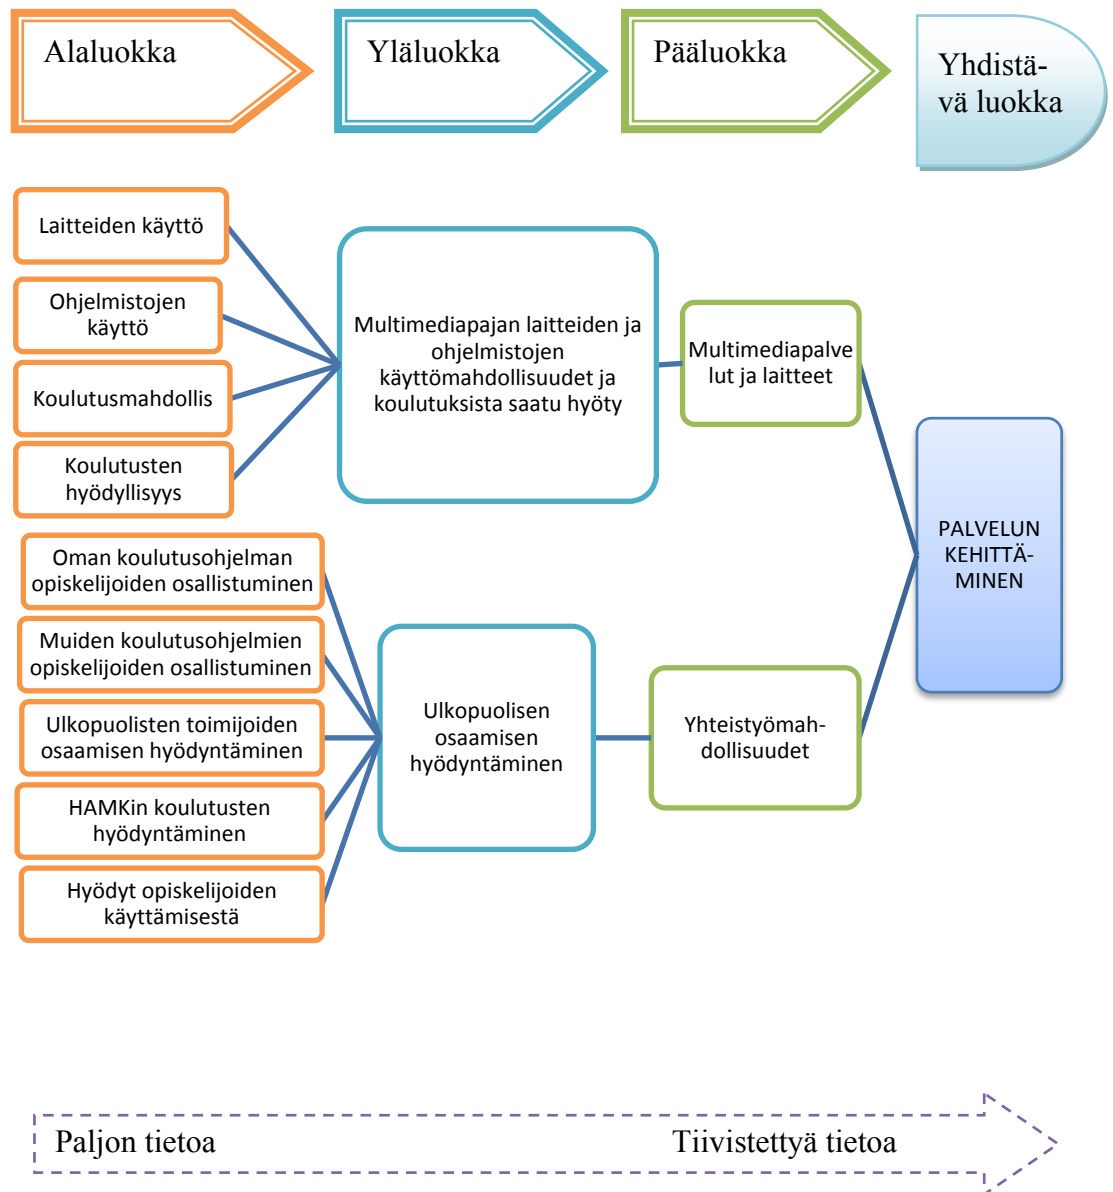 Alaluokka
Yläluokka
Pääluokka
Yhdistä-
vä luokka
Laitteiden käyttö
Ohjelmistojen
käyttö
Koulutusmahdollis
Koulutusten
hyödyllisyys
Multimediapajan laitteiden ja
ohjelmistojen
käyttömahdollisuudet ja
koulutuksista saatu hyöty
Multimediapalve
lut ja laitteet
PALVELUN
KEHITTÄ-
MINEN
Oman koulutusohjelman
opiskelijoiden osallistuminen
Muiden koulutusohjelmien
opiskelijoiden osallistuminen
Ulkopuolisten toimijoiden
osaamisen hyödyntäminen
HAMKin koulutusten
hyödyntäminen
Hyödyt opiskelijoiden
käyttämisestä
Ulkopuolisen
osaamisen
hyödyntäminen
Yhteistyömah-
dollisuudet
Paljon tietoa
Tiivistettyä tietoa